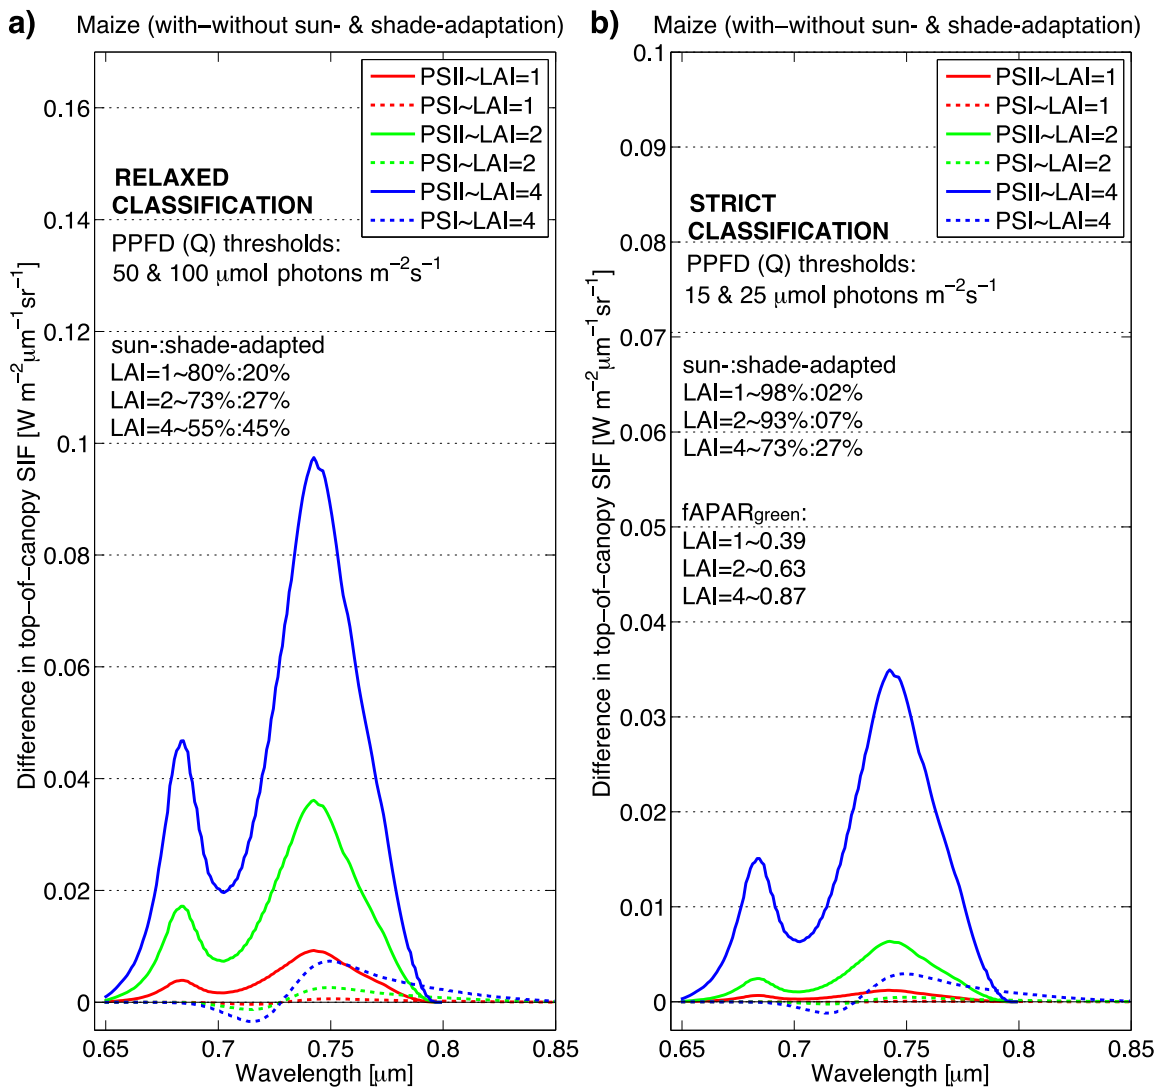 a) Maize (with–without sun- & shade-adaptation)
PSII~LAI=1
PSI~LAI=1
PSII~LAI=2
PSI~LAI=2
PSII~LAI=4
PSI~LAI=4
RELAXED
CLASSIFICATION
PPFD (Q) thresholds:
50 & 100 μmol photons m⁻²s⁻¹
sun-:shade-adapted
LAI=1~80%:20%
LAI=2~73%:27%
LAI=4~55%:45%
Difference in top-of-canopy SIF [W m⁻²μm⁻¹sr⁻¹]
0.16
0.14
0.12
0.1
0.08
0.06
0.04
0.02
0
0.65 0.7 0.75 0.8 0.85
Wavelength [μm]
b) Maize (with–without sun- & shade-adaptation)
PSII~LAI=1
PSI~LAI=1
PSII~LAI=2
PSI~LAI=2
PSII~LAI=4
PSI~LAI=4
STRICT
CLASSIFICATION
PPFD (Q) thresholds:
15 & 25 μmol photons m⁻²s⁻¹
sun-:shade-adapted
LAI=1~98%:02%
LAI=2~93%:07%
LAI=4~73%:27%
fAPARgreen:
LAI=1~0.39
LAI=2~0.63
LAI=4~0.87
Difference in top-of-canopy SIF [W m⁻²μm⁻¹sr⁻¹]
0.1
0.09
0.08
0.07
0.06
0.05
0.04
0.03
0.02
0.01
0
0.65 0.7 0.75 0.8 0.85
Wavelength [μm]